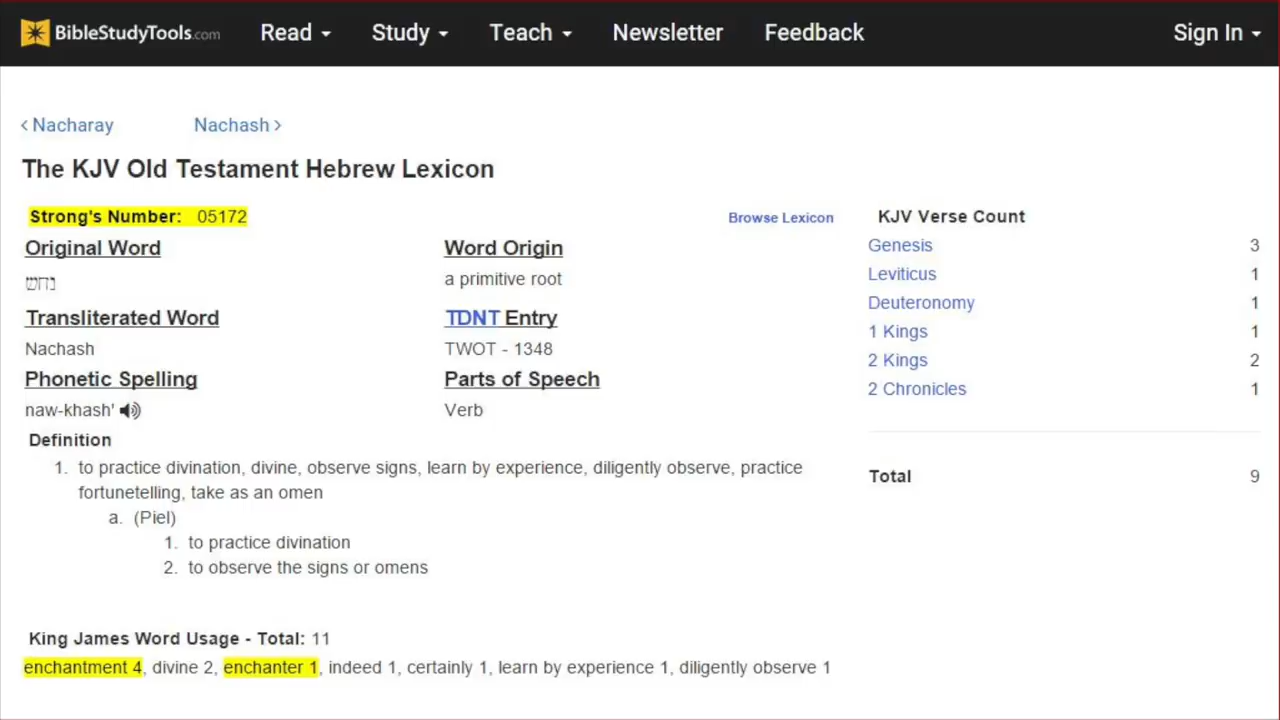 BibleStudyTools.com Read Study Teach Newsletter Feedback Sign In
< Nacharay Nachash >
The KJV Old Testament Hebrew Lexicon
Strong's Number: 05172
Browse Lexicon
Original Word
נחש
Word Origin
a primitive root
Transliterated Word
Nachash
TDNT Entry
TWOT - 1348
Phonetic Spelling
naw-khash'
Parts of Speech
Verb
Definition
1. to practice divination, divine, observe signs, learn by experience, diligently observe, practice
fortunetelling, take as an omen
a. (Piel)
1. to practice divination
2. to observe the signs or omens
King James Word Usage - Total: 11
enchantment 4, divine 2, enchanter 1, indeed 1, certainly 1, learn by experience 1, diligently observe 1
KJV Verse Count
Genesis 3
Leviticus 1
Deuteronomy 1
1 Kings 1
2 Kings 2
2 Chronicles 1
Total 9